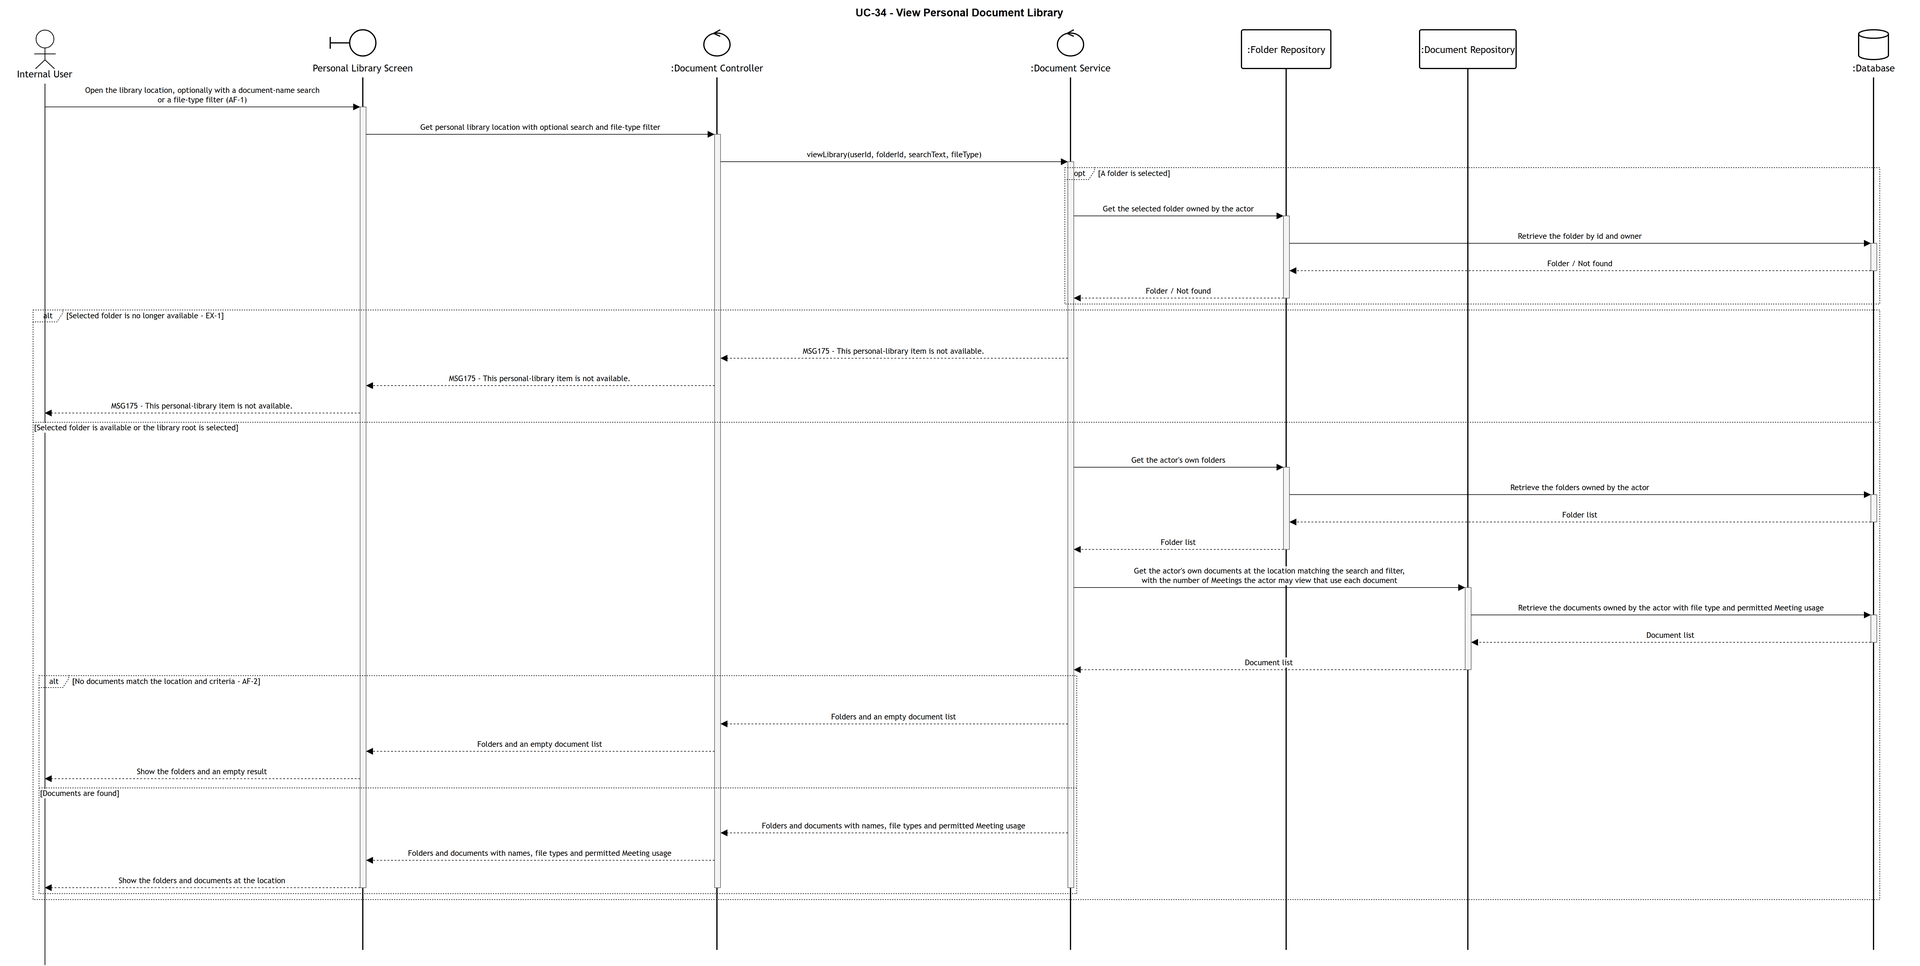 UC-34 - View Personal Document Library
Internal User
Personal Library Screen
:Document Controller
:Document Service
:Folder Repository
:Document Repository
:Database
Open the library location, optionally with a document-name search
or a file-type filter (AF-1)
Get personal library location with optional search and file-type filter
viewLibrary(userId, folderId, searchText, fileType)
opt
[A folder is selected]
Get the selected folder owned by the actor
Retrieve the folder by id and owner
Folder / Not found
Folder / Not found
alt
[Selected folder is no longer available - EX-1]
MSG175 - This personal-library item is not available.
MSG175 - This personal-library item is not available.
MSG175 - This personal-library item is not available.
[Selected folder is available or the library root is selected]
Get the actor's own folders
Retrieve the folders owned by the actor
Folder list
Folder list
Get the actor's own documents at the location matching the search and filter,
with the number of Meetings the actor may view that use each document
Retrieve the documents owned by the actor with file type and permitted Meeting usage
Document list
Document list
alt
[No documents match the location and criteria - AF-2]
Folders and an empty document list
Folders and an empty document list
Show the folders and an empty result
[Documents are found]
Folders and documents with names, file types and permitted Meeting usage
Folders and documents with names, file types and permitted Meeting usage
Show the folders and documents at the location